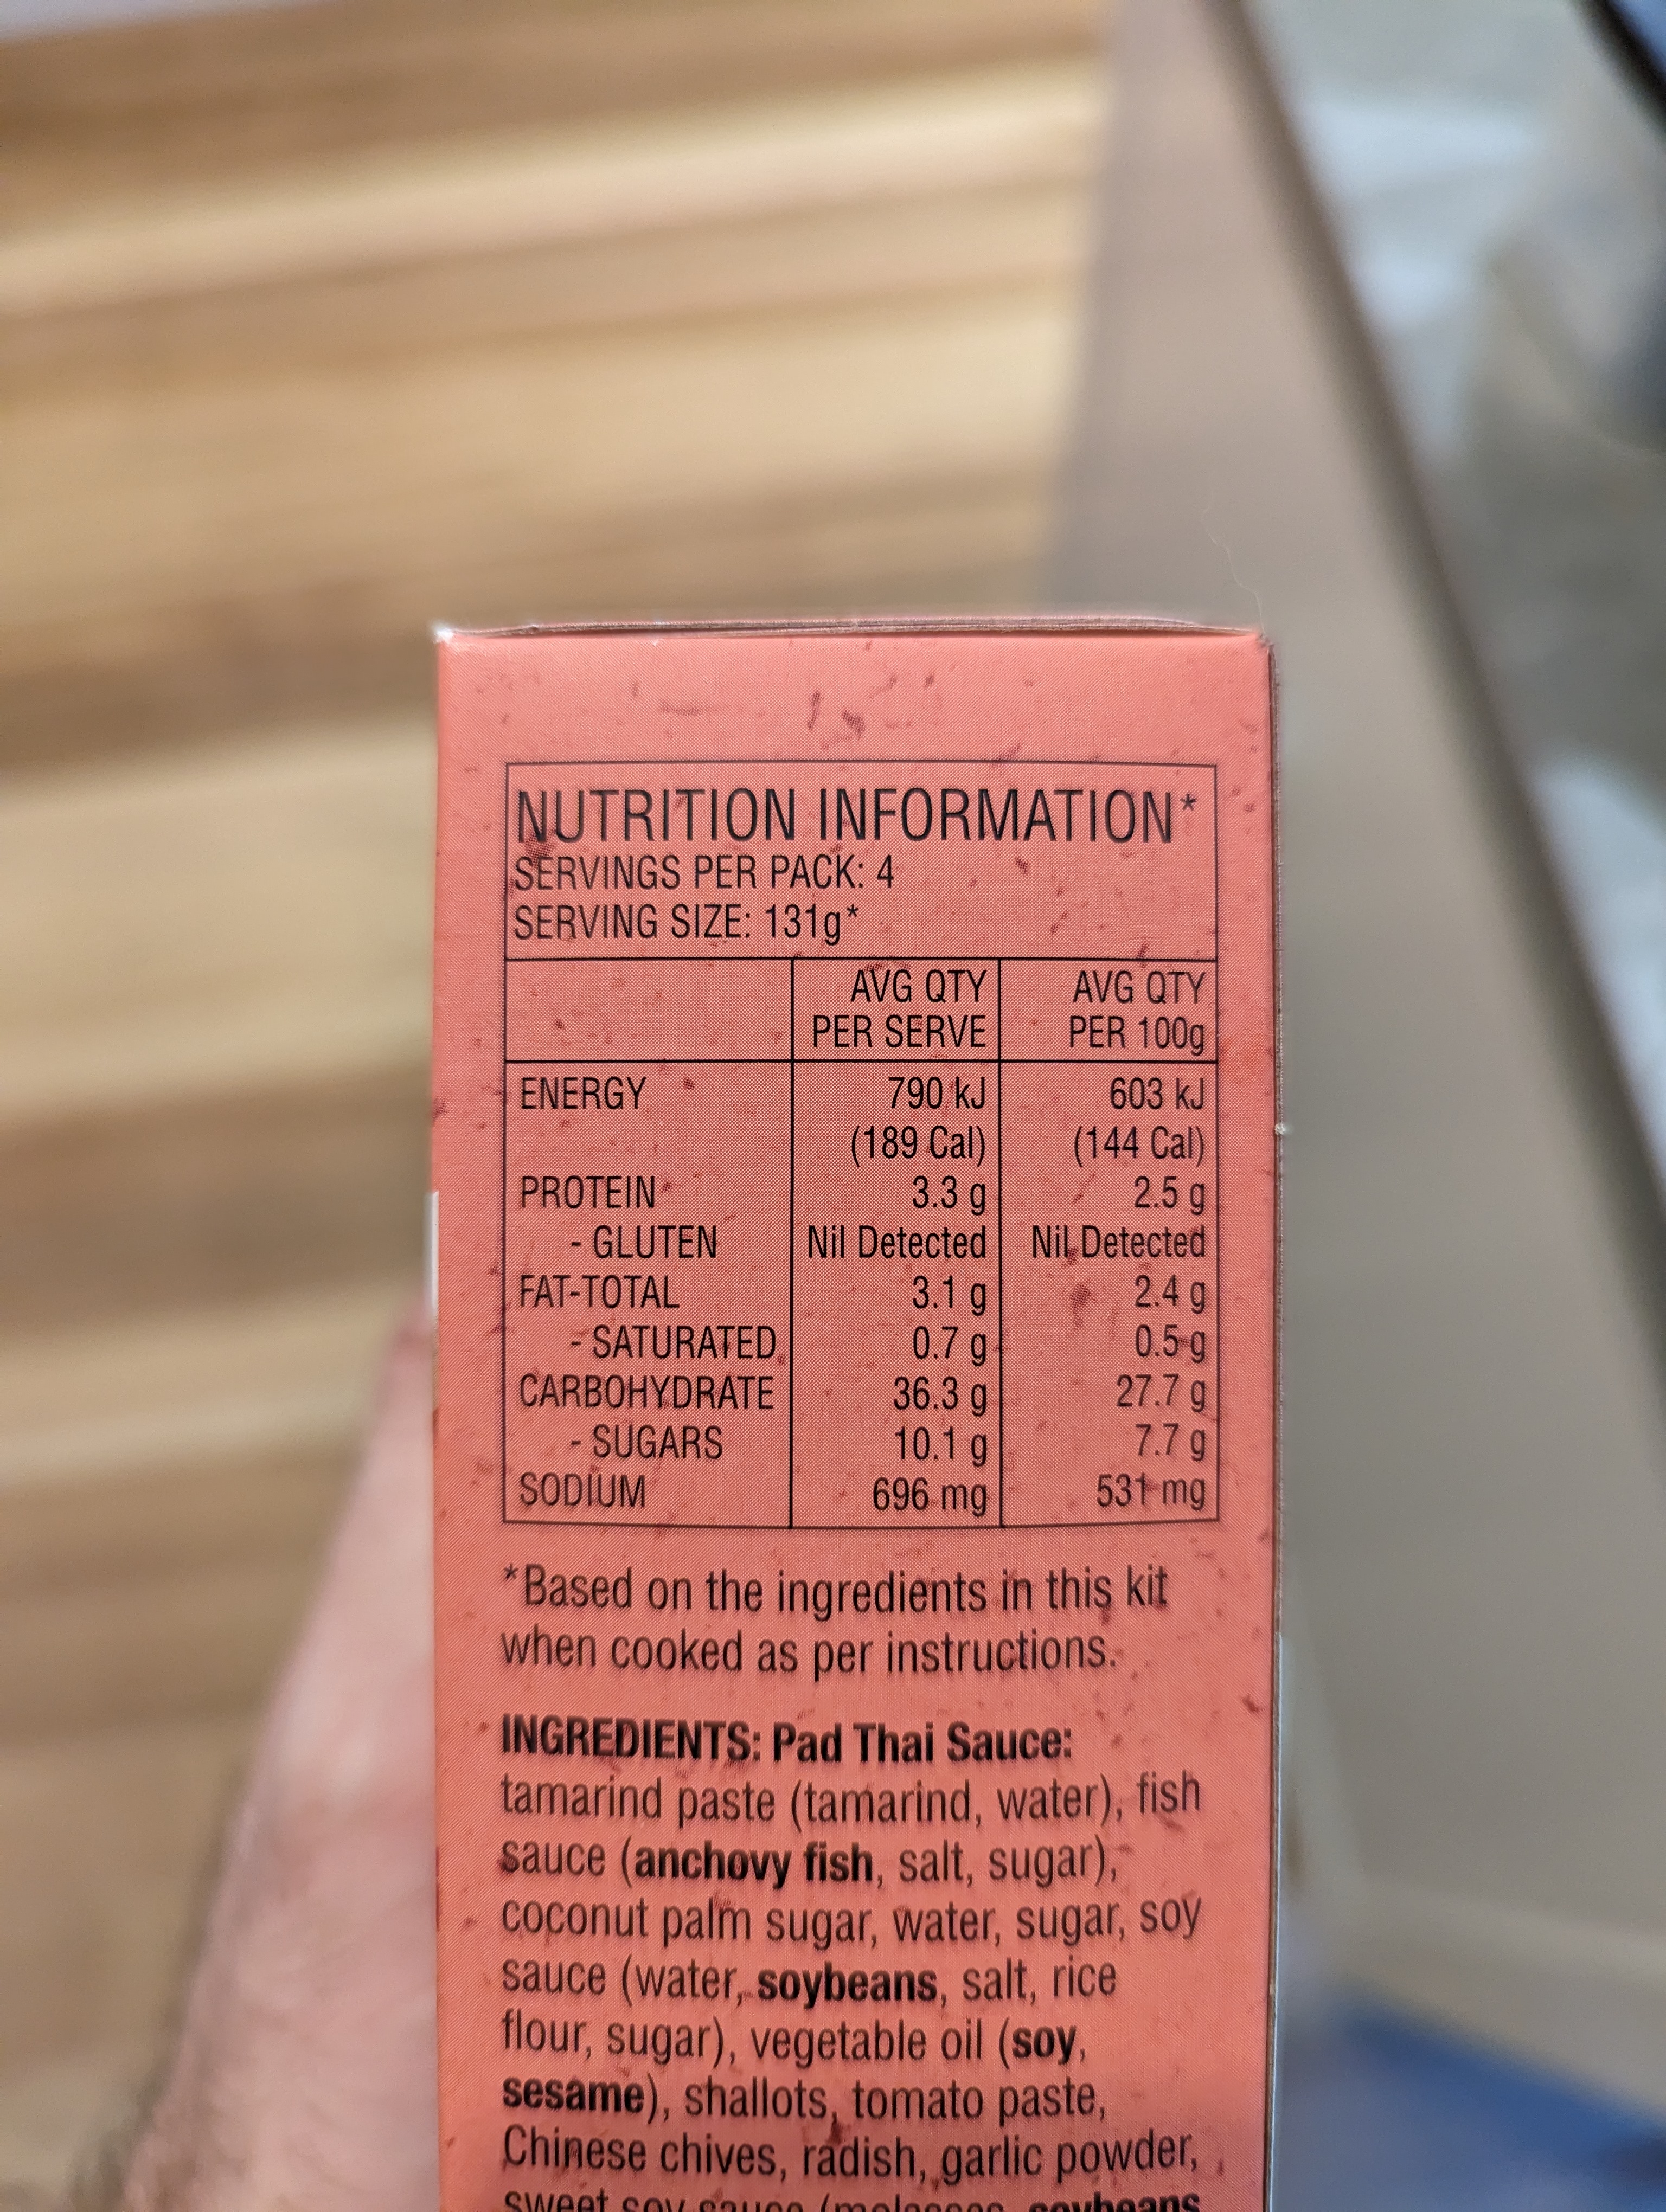 NUTRITION INFORMATION*
SERVINGS PER PACK: 4
SERVING SIZE: 131g*
AVG QTY PER SERVE AVG QTY PER 100g
ENERGY 790 kJ 603 kJ
(189 Cal) (144 Cal)
PROTEIN 3.3 g 2.5 g
- GLUTEN Nil Detected Nil Detected
FAT-TOTAL 3.1 g 2.4 g
- SATURATED 0.7 g 0.5 g
CARBOHYDRATE 36.3 g 27.7 g
- SUGARS 10.1 g 7.7 g
SODIUM 696 mg 531 mg
*Based on the ingredients in this kit
when cooked as per instructions.
INGREDIENTS: Pad Thai Sauce:
tamarind paste (tamarind, water), fish
sauce (anchovy fish, salt, sugar),
coconut palm sugar, water, sugar, soy
sauce (water, soybeans, salt, rice
flour, sugar), vegetable oil (soy,
sesame), shallots, tomato paste,
Chinese chives, radish, garlic powder,
sweet soy sauce (molasses, soybeans